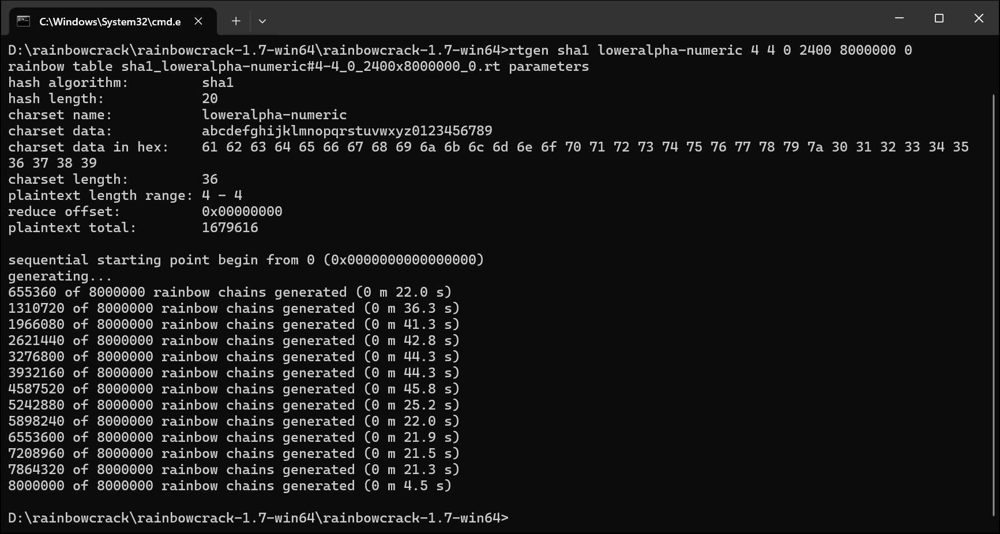 C:\Windows\System32\cmd.e
D:\rainbowcrack\rainbowcrack-1.7-win64\rainbowcrack-1.7-win64>rtgen sha1 loweralpha-numeric 4 4 0 2400 8000000 0
rainbow table sha1_loweralpha-numeric#4-4_0_2400x8000000_0.rt parameters
hash algorithm: sha1
hash length: 20
charset name: loweralpha-numeric
charset data: abcdefghijklmnopqrstuvwxyz0123456789
charset data in hex: 61 62 63 64 65 66 67 68 69 6a 6b 6c 6d 6e 6f 70 71 72 73 74 75 76 77 78 79 7a 30 31 32 33 34 35
36 37 38 39
charset length: 36
plaintext length range: 4 - 4
reduce offset: 0x00000000
plaintext total: 1679616
sequential starting point begin from 0 (0x0000000000000000)
generating...
655360 of 8000000 rainbow chains generated (0 m 22.0 s)
1310720 of 8000000 rainbow chains generated (0 m 36.3 s)
1966080 of 8000000 rainbow chains generated (0 m 41.3 s)
2621440 of 8000000 rainbow chains generated (0 m 42.8 s)
3276800 of 8000000 rainbow chains generated (0 m 44.3 s)
3932160 of 8000000 rainbow chains generated (0 m 44.3 s)
4587520 of 8000000 rainbow chains generated (0 m 45.8 s)
5242880 of 8000000 rainbow chains generated (0 m 25.2 s)
5898240 of 8000000 rainbow chains generated (0 m 22.0 s)
6553600 of 8000000 rainbow chains generated (0 m 21.9 s)
7208960 of 8000000 rainbow chains generated (0 m 21.5 s)
7864320 of 8000000 rainbow chains generated (0 m 21.3 s)
8000000 of 8000000 rainbow chains generated (0 m 4.5 s)
D:\rainbowcrack\rainbowcrack-1.7-win64\rainbowcrack-1.7-win64>